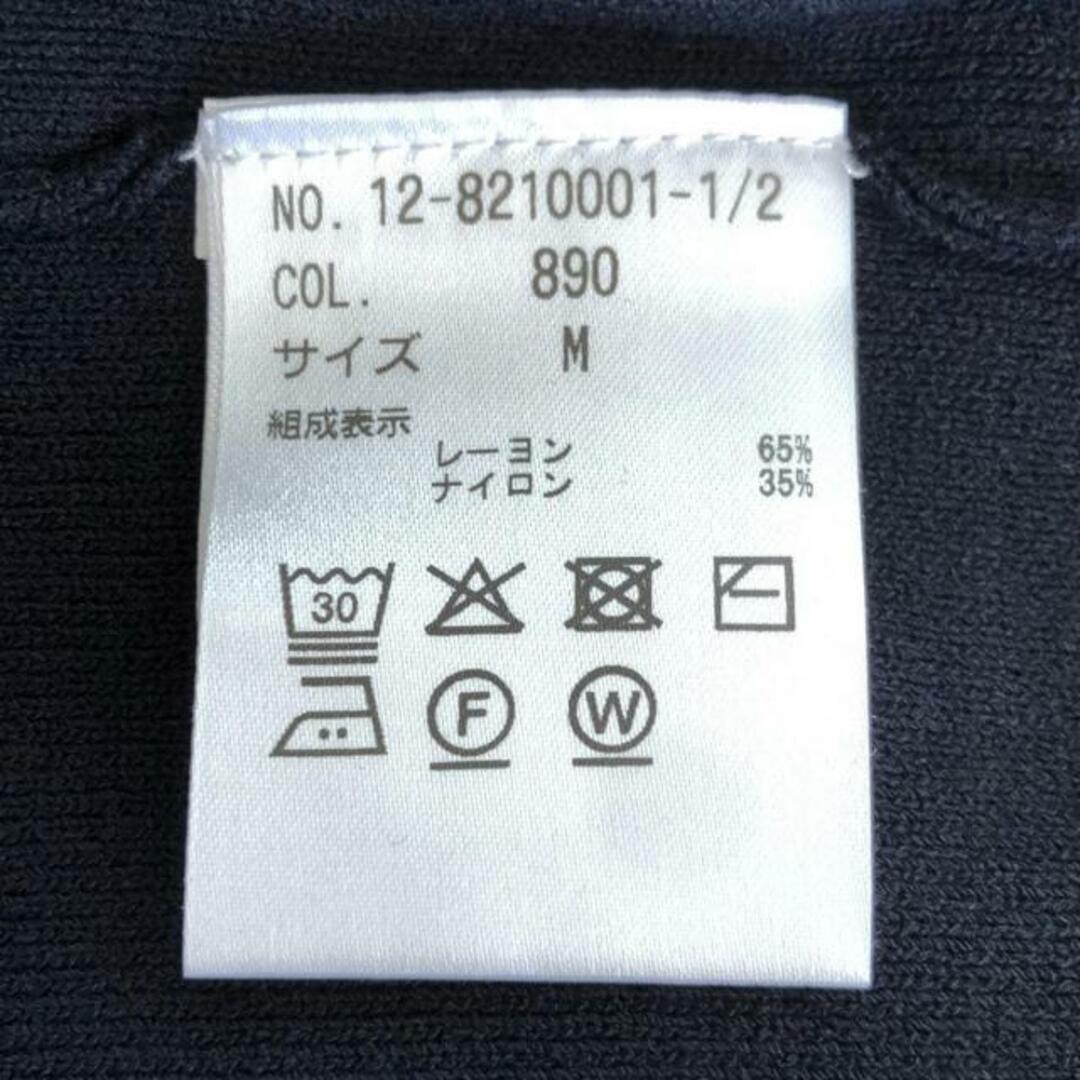 NO. 12-8210001-1/2
COL. 890
サイズ M
組成表示
レーヨン 65%
ナイロン 35%
30
F W